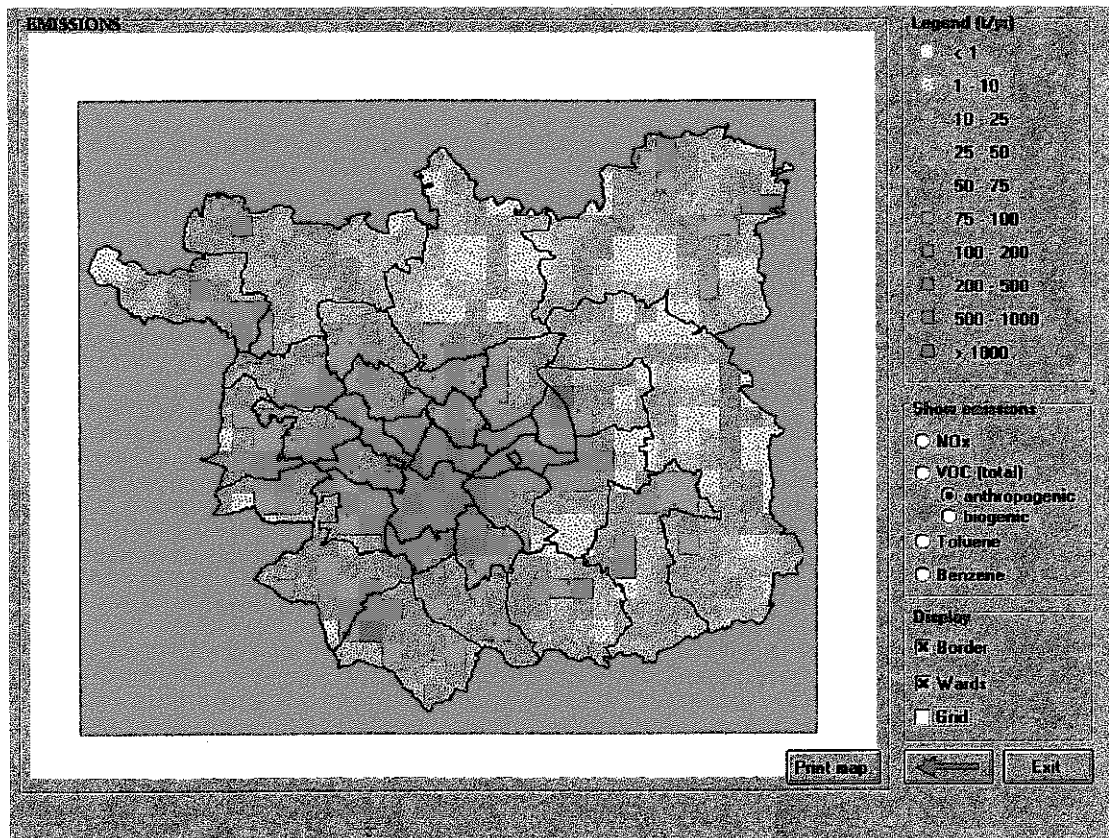 EMISSIONS
Legend (t/yr)
< 1
1 - 10
10 - 25
25 - 50
50 - 75
75 - 100
100 - 200
200 - 500
500 - 1000
> 1000
Show emissions
NOx
VOC (total)
anthropogenic
biogenic
Toluene
Benzene
Display
Border
Wards
Grid
Print map
Exit